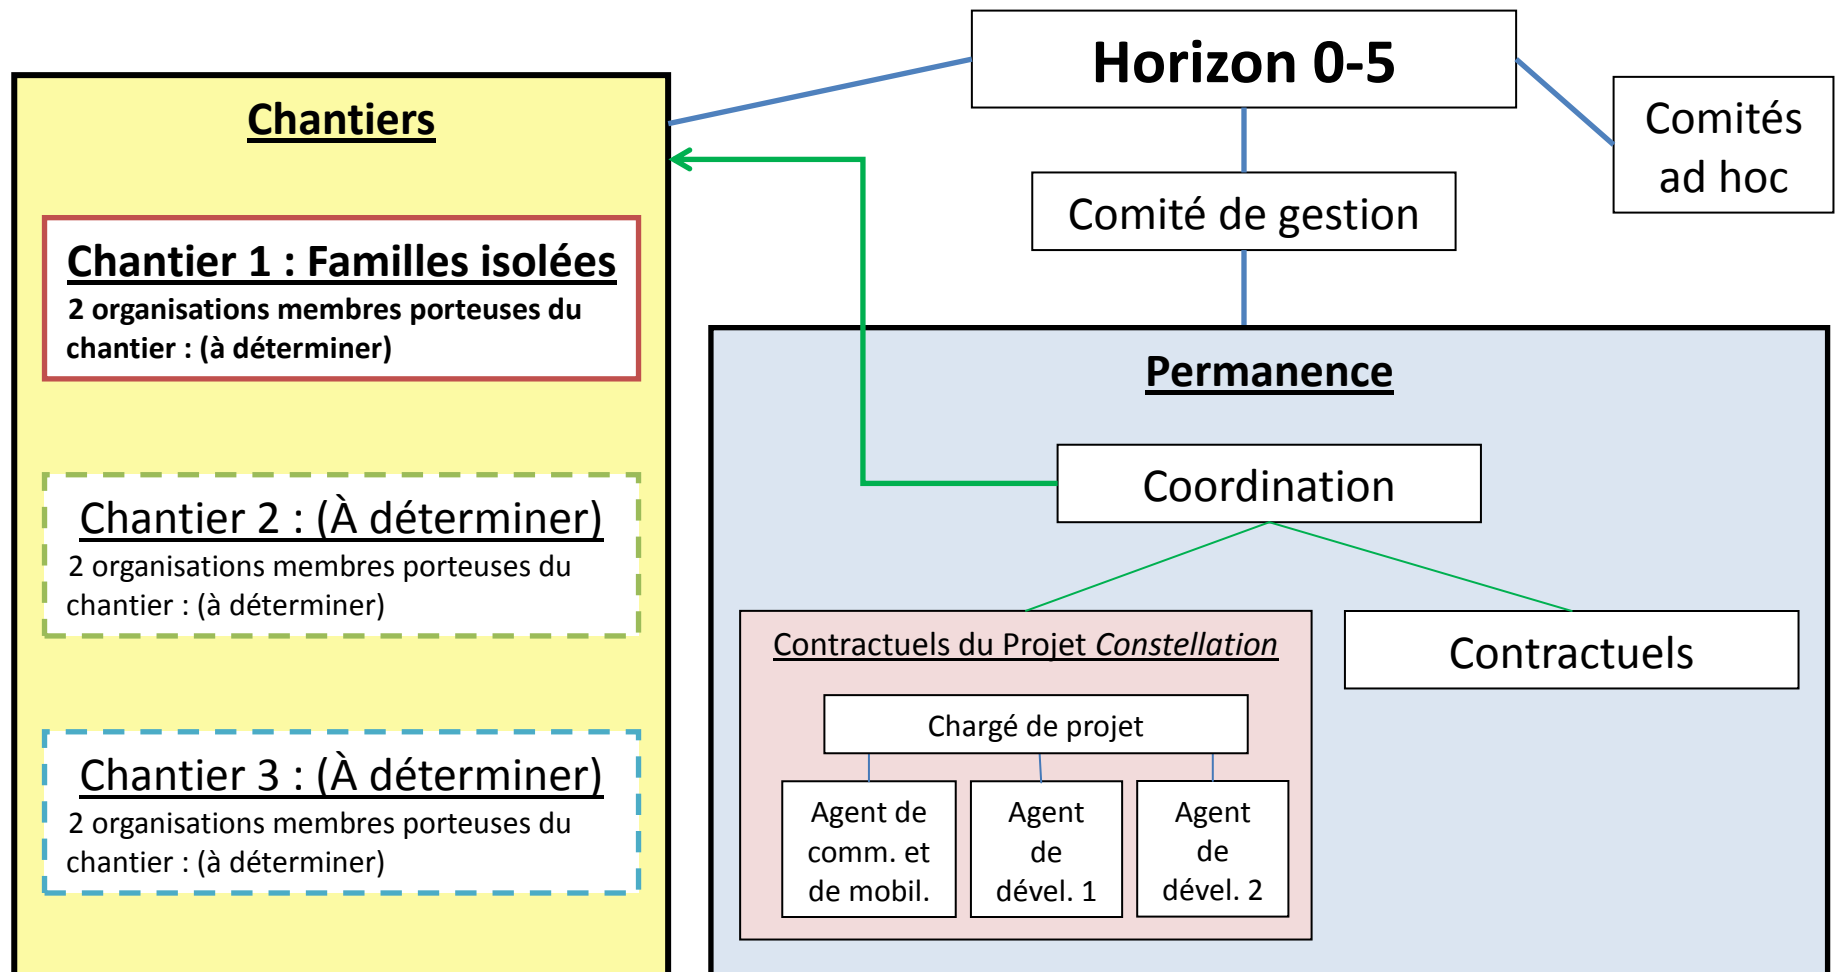 Horizon 0-5
Comités
ad hoc
Comité de gestion
Chantiers
Chantier 1 : Familles isolées
2 organisations membres porteuses du
chantier : (à déterminer)
Chantier 2 : (À déterminer)
2 organisations membres porteuses du
chantier : (à déterminer)
Chantier 3 : (À déterminer)
2 organisations membres porteuses du
chantier : (à déterminer)
Permanence
Coordination
Contractuels du Projet Constellation
Chargé de projet
Agent de
comm. et
de mobil.
Agent
de
dével. 1
Agent
de
dével. 2
Contractuels